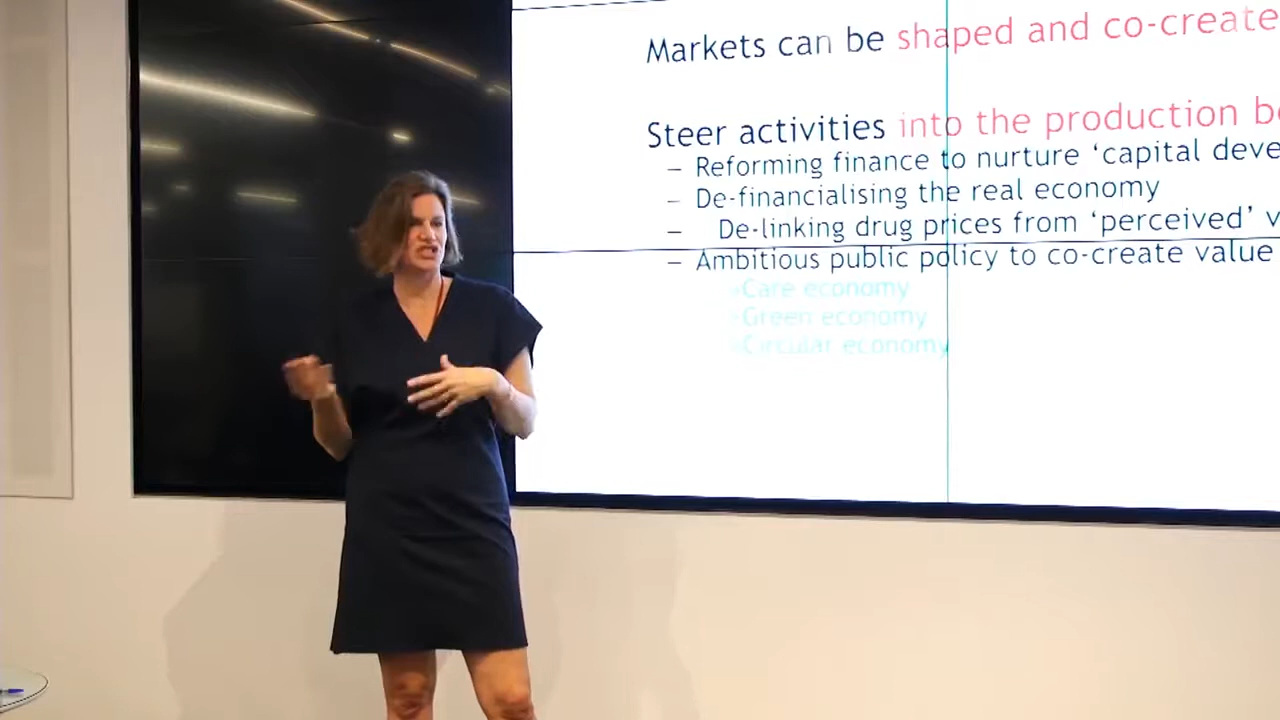 Markets can be shaped and co-create
Steer activities into the production b
– Reforming finance to nurture ‘capital deve
– De-financialising the real economy
– De-linking drug prices from ‘perceived’ v
– Ambitious public policy to co-create value
Care economy
Green economy
Circular economy